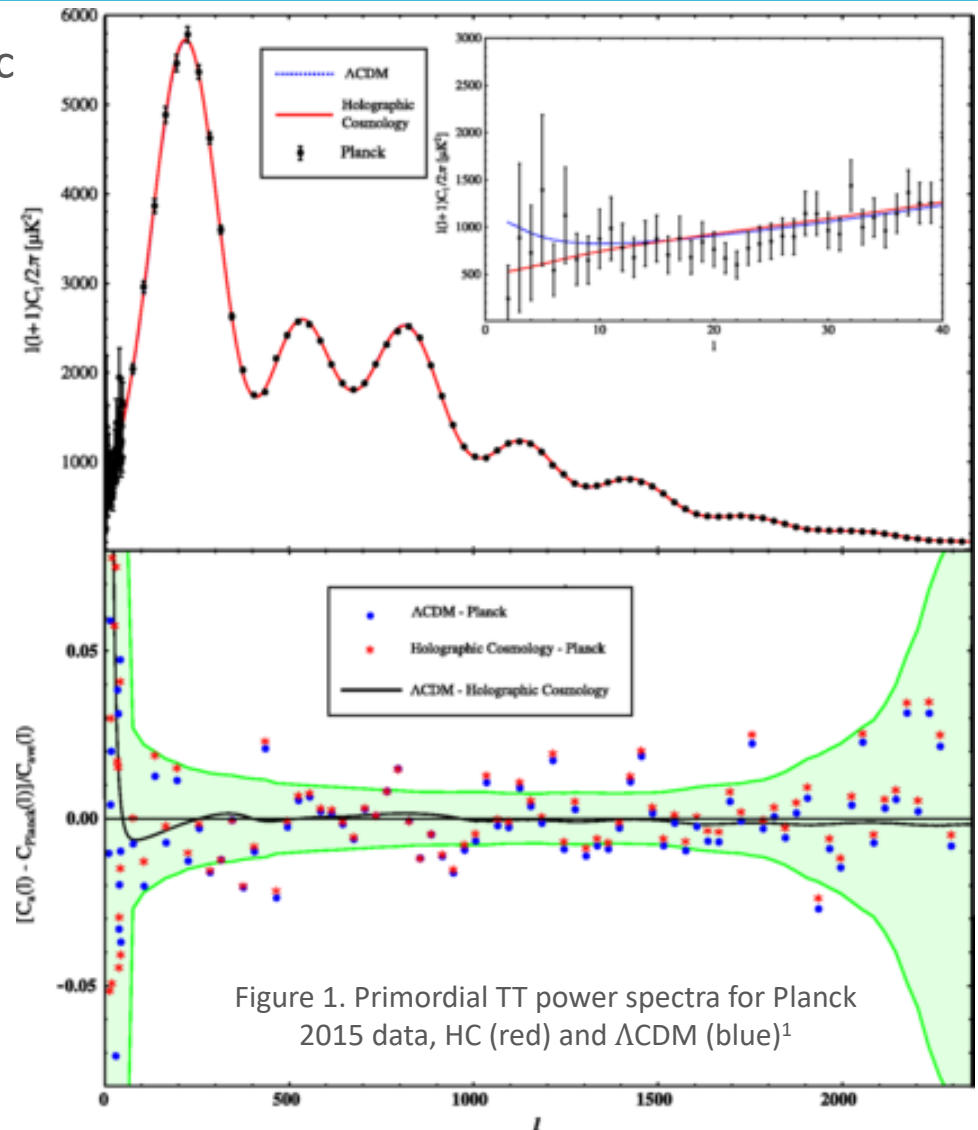 c
6000
5000
4000
3000
2000
1000
l(l+1)C_l/2π [μK²]
ΛCDM
Holographic
Cosmology
Planck
3000
2500
2000
1500
1000
500
l(l+1)C_l/2π [μK²]
0
10
20
30
40
l
0.05
0.00
-0.05
[C_x(l) - C_Planck(l)]/C_ave(l)
ΛCDM - Planck
Holographic Cosmology - Planck
ΛCDM - Holographic Cosmology
Figure 1. Primordial TT power spectra for Planck
2015 data, HC (red) and ΛCDM (blue)¹
0
500
1000
1500
2000
l